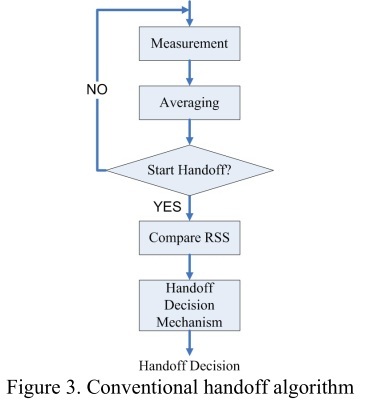 Measurement
NO
Averaging
Start Handoff?
YES
Compare RSS
Handoff
Decision
Mechanism
Handoff Decision
Figure 3. Conventional handoff algorithm